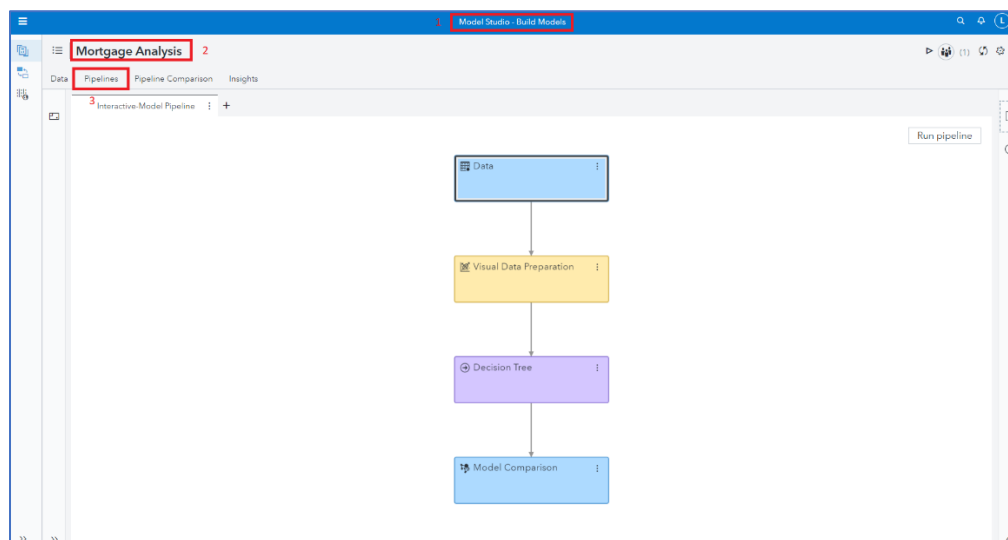 1 Model Studio - Build Models L
Mortgage Analysis 2 (1)
Data Pipelines Pipeline Comparison Insights
3 Interactive-Model Pipeline +
Run pipeline
Data
Visual Data Preparation
Decision Tree
Model Comparison